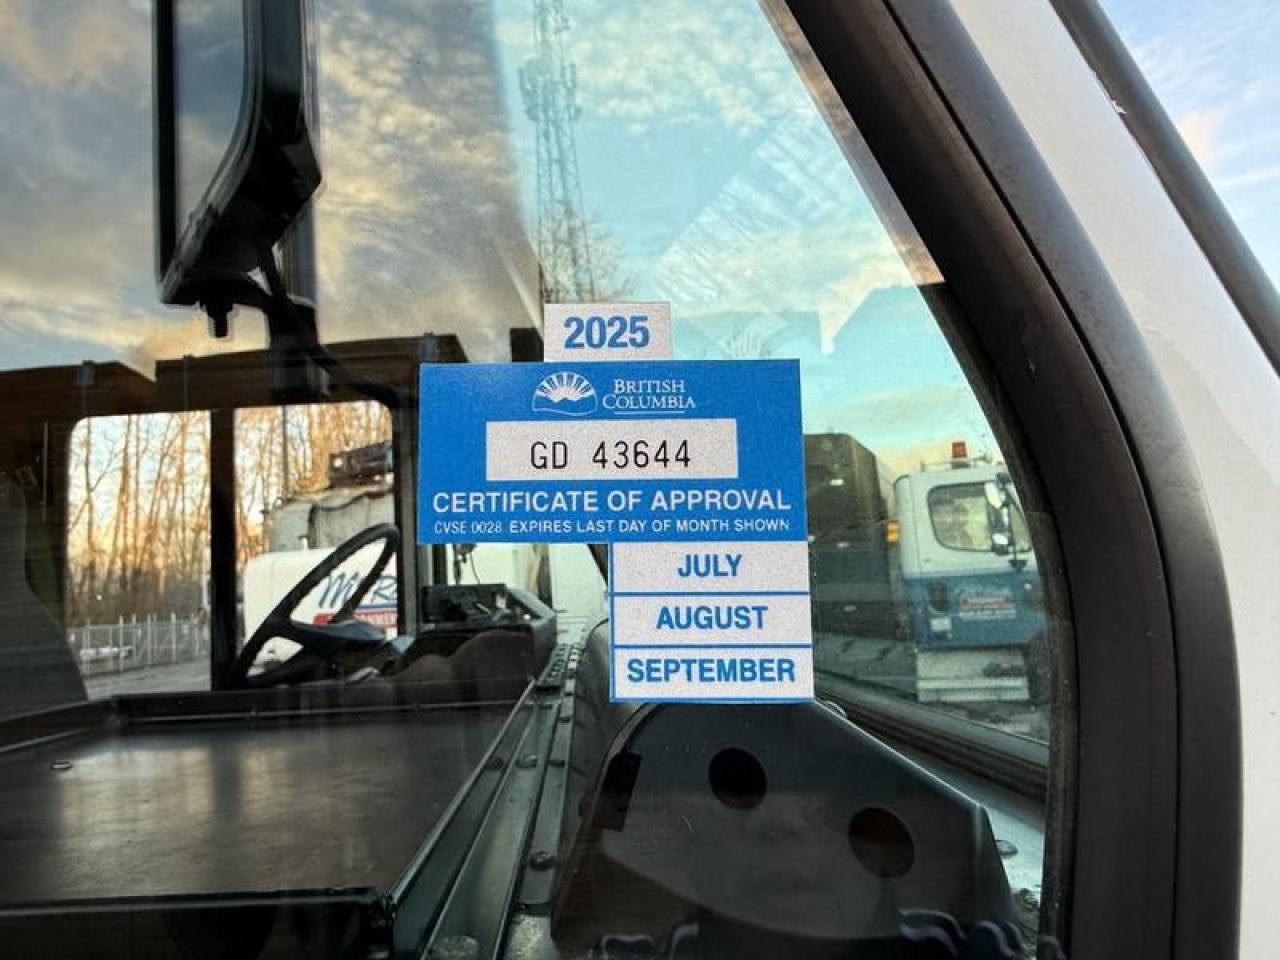 2025
BRITISH
COLUMBIA
GD 43644
CERTIFICATE OF APPROVAL
CVSE 0028 EXPIRES LAST DAY OF MONTH SHOWN
JULY
AUGUST
SEPTEMBER